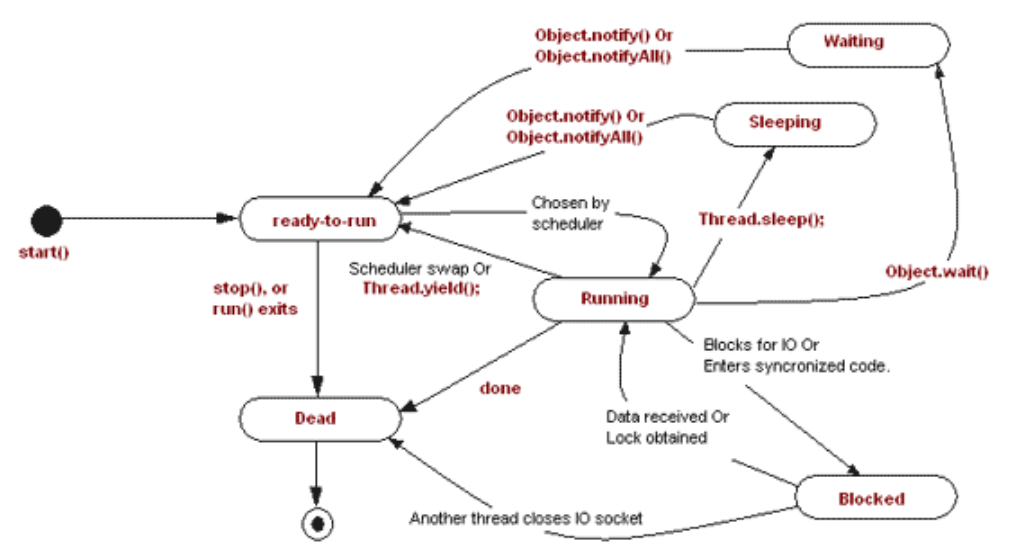 Object.notify() Or
Object.notifyAll()
Waiting
Object.notify() Or
Object.notifyAll()
Sleeping
Chosen by
scheduler
ready-to-run
Thread.sleep();
start()
Scheduler swap Or
Thread.yield();
Object.wait()
stop(), or
run() exits
Running
Blocks for IO Or
Enters syncronized code.
done
Dead
Data received Or
Lock obtained
Blocked
Another thread closes IO socket